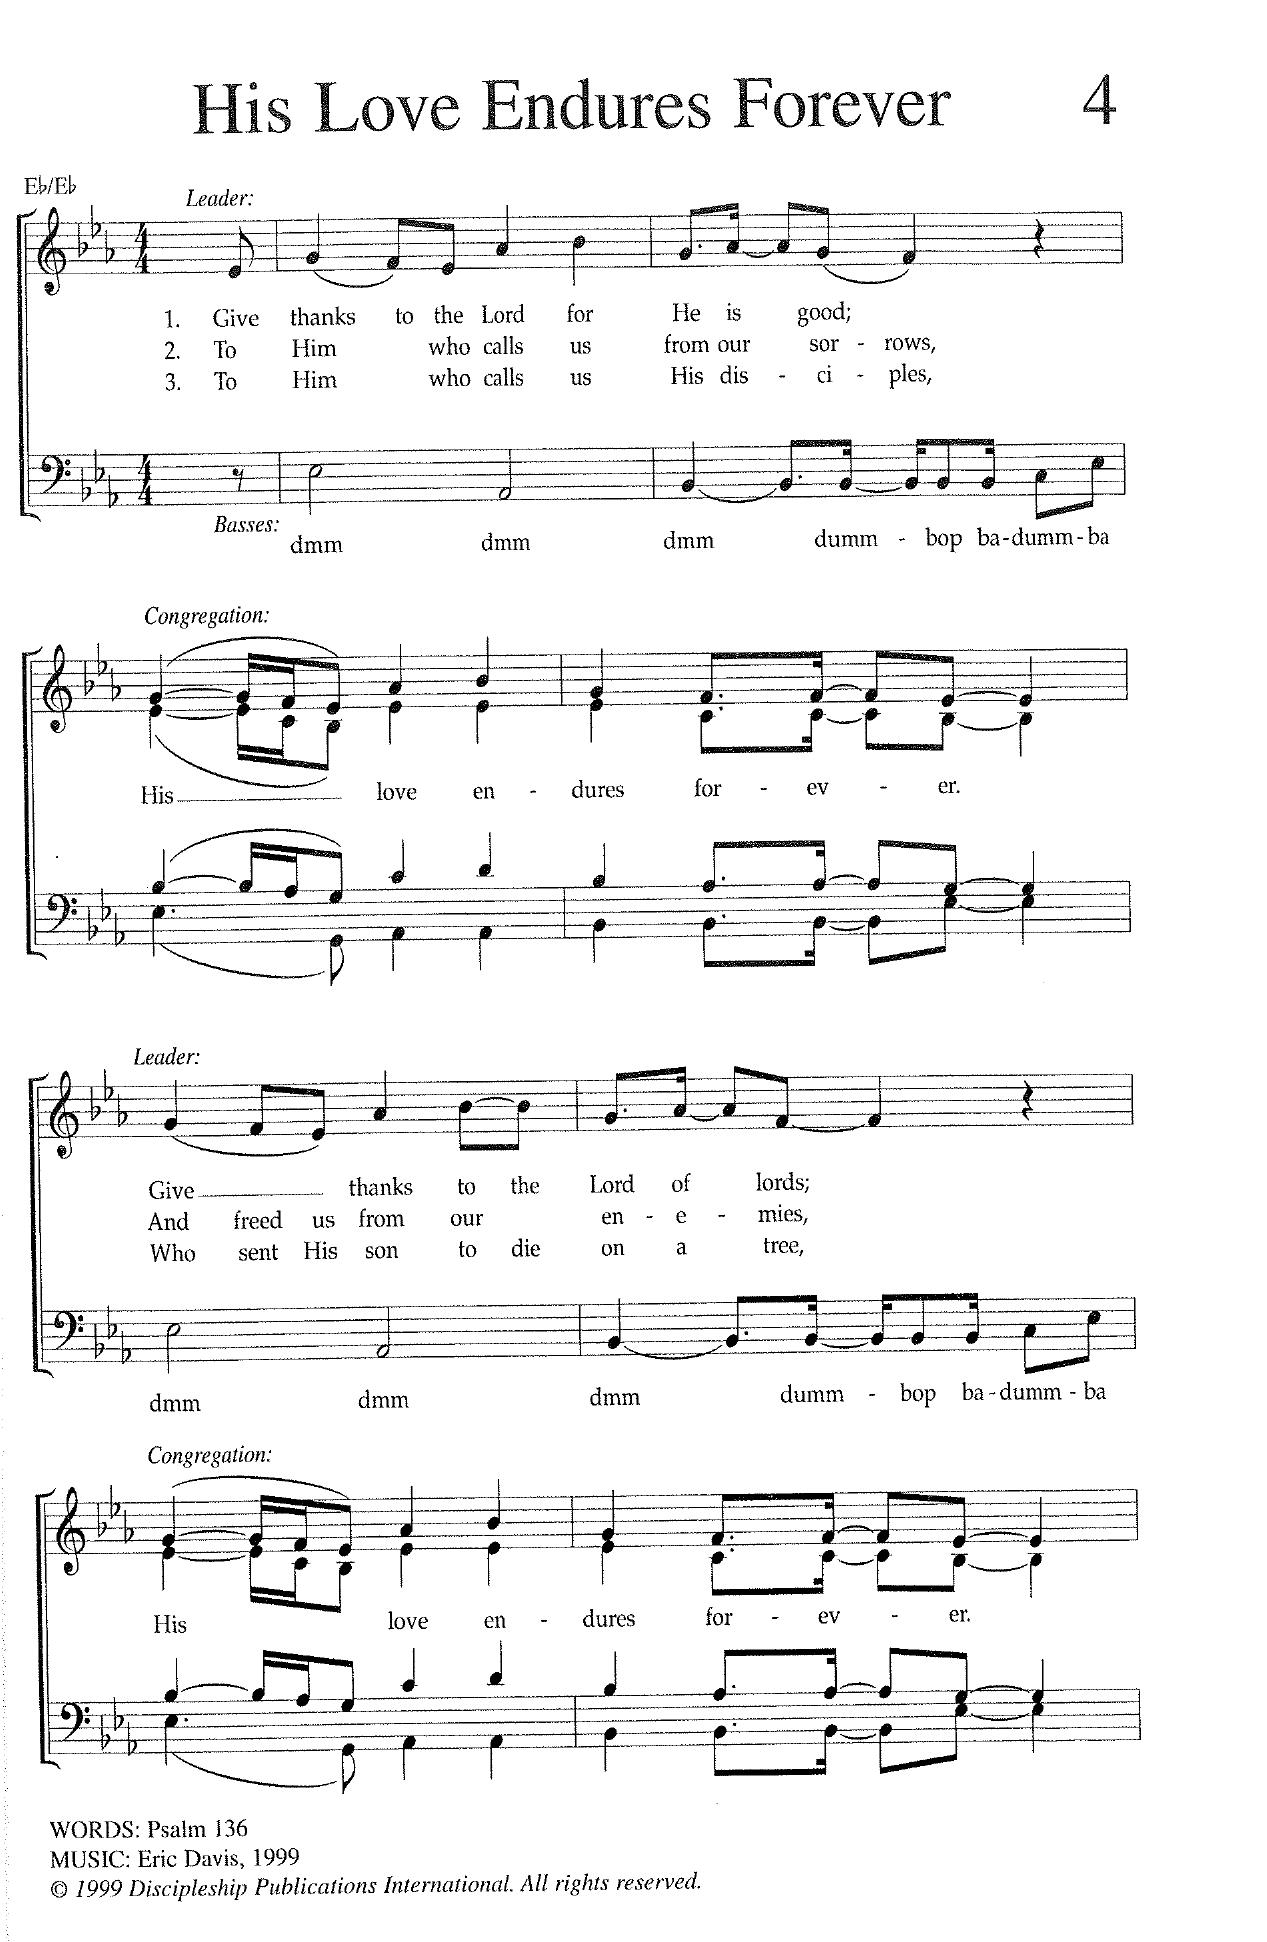 His Love Endures Forever 4
E♭/E♭
Leader:
1. Give thanks to the Lord for He is good;
2. To Him who calls us from our sor - rows,
3. To Him who calls us His dis - ci - ples,
Basses:
dmm dmm dmm dumm - bop ba-dumm-ba
Congregation:
His love en - dures for - ev - er.
Leader:
Give thanks to the Lord of lords;
And freed us from our en - e - mies,
Who sent His son to die on a tree,
dmm dmm dmm dumm - bop ba-dumm-ba
Congregation:
His love en - dures for - ev - er.
WORDS: Psalm 136
MUSIC: Eric Davis, 1999
© 1999 Discipleship Publications International. All rights reserved.